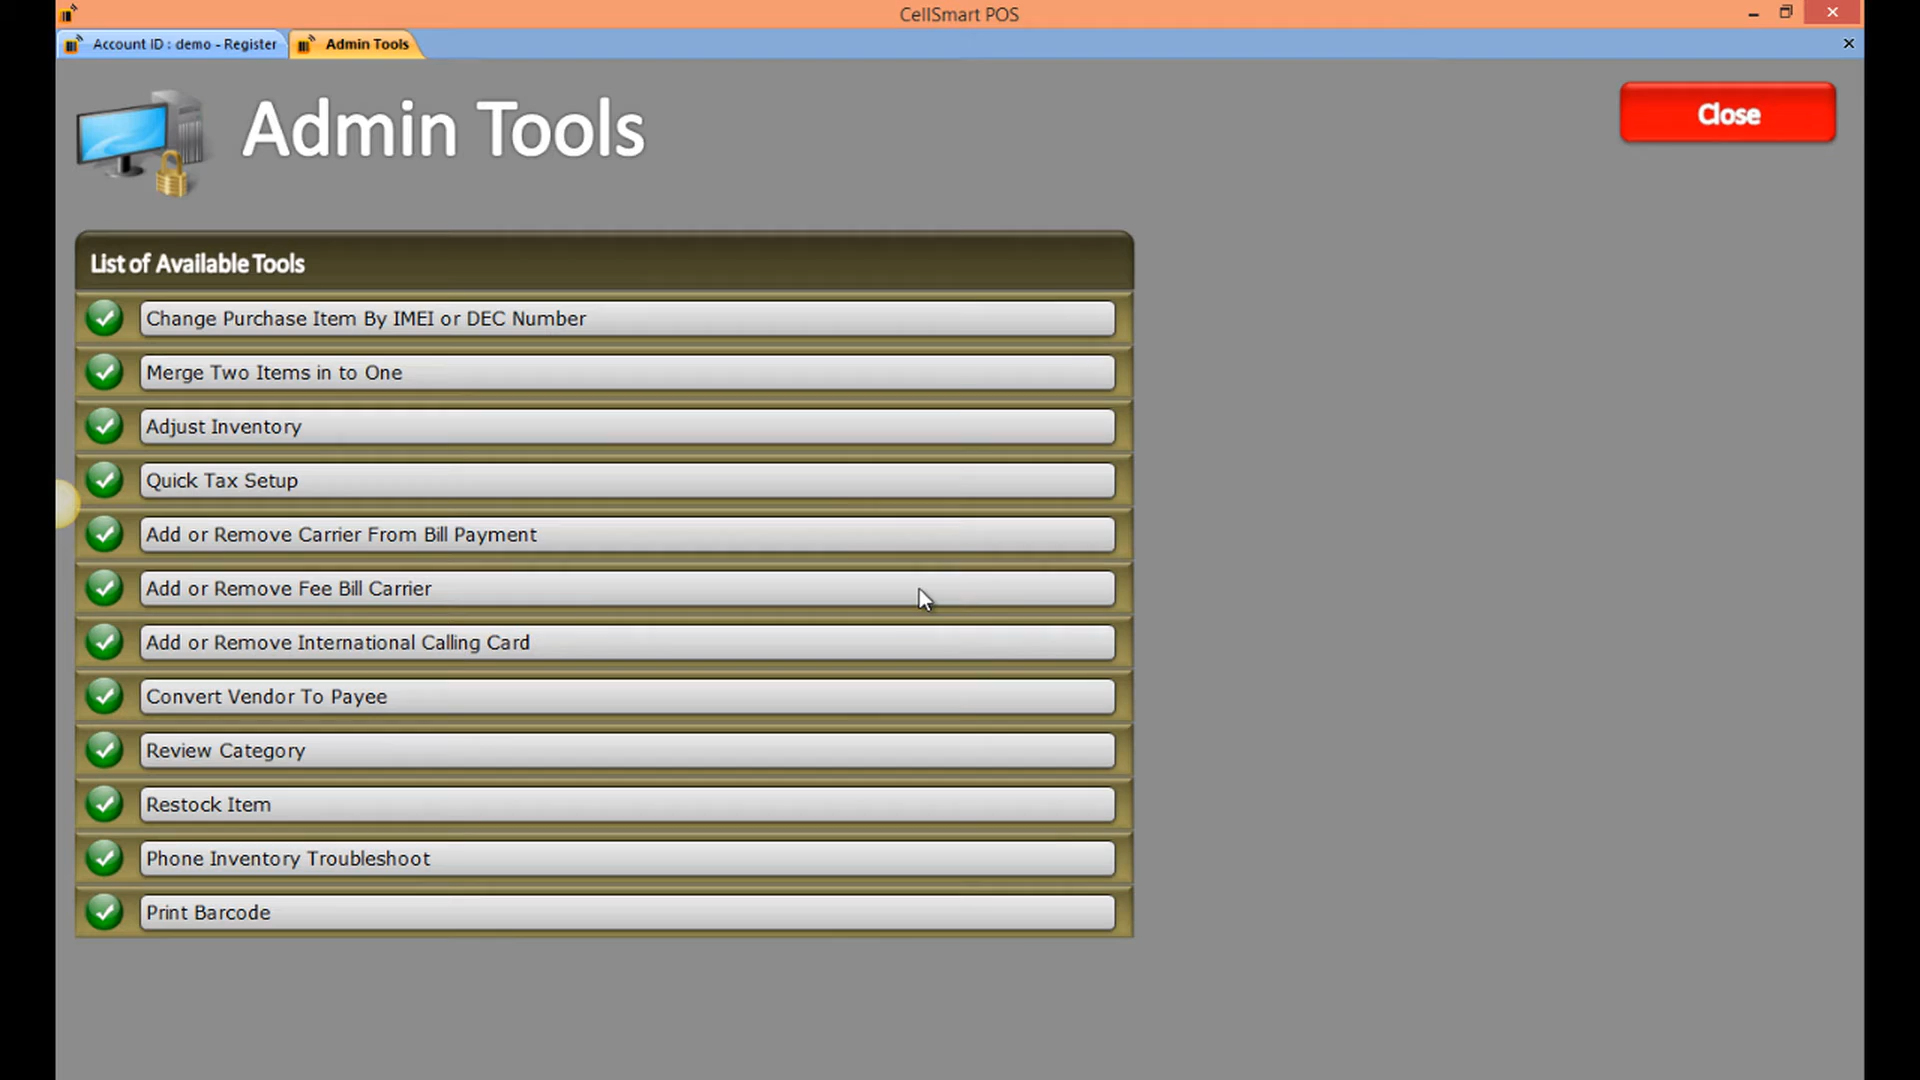 CellSmart POS
Account ID : demo - Register
Admin Tools
Admin Tools
Close
List of Available Tools
Change Purchase Item By IMEI or DEC Number
Merge Two Items in to One
Adjust Inventory
Quick Tax Setup
Add or Remove Carrier From Bill Payment
Add or Remove Fee Bill Carrier
Add or Remove International Calling Card
Convert Vendor To Payee
Review Category
Restock Item
Phone Inventory Troubleshoot
Print Barcode